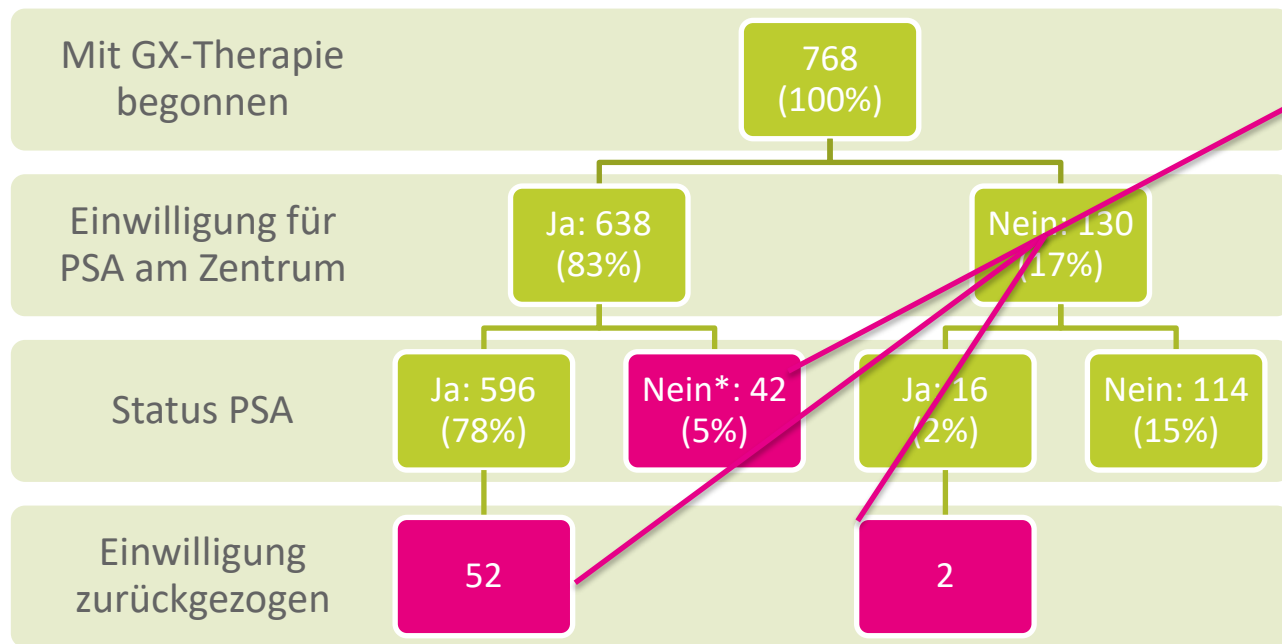 Mit GX-Therapie
begonnen
768
(100%)
Einwilligung für
PSA am Zentrum
Ja: 638
(83%)
Nein: 130
(17%)
Status PSA
Ja: 596
(78%)
Nein*: 42
(5%)
Ja: 16
(2%)
Nein: 114
(15%)
Einwilligung
zurückgezogen
52
2